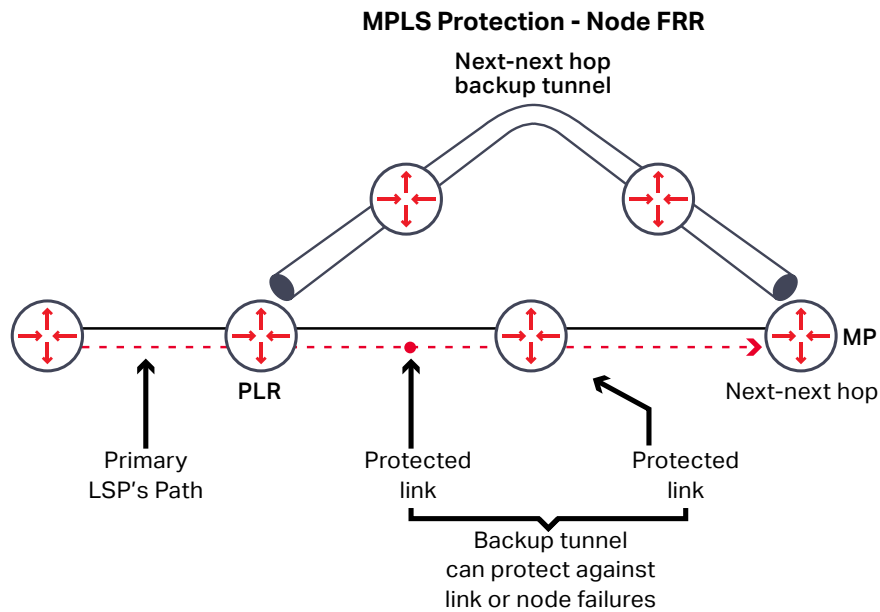 MPLS Protection - Node FRR
Next-next hop
backup tunnel
MP
PLR
Next-next hop
Primary
LSP's Path
Protected
link
Protected
link
Backup tunnel
can protect against
link or node failures